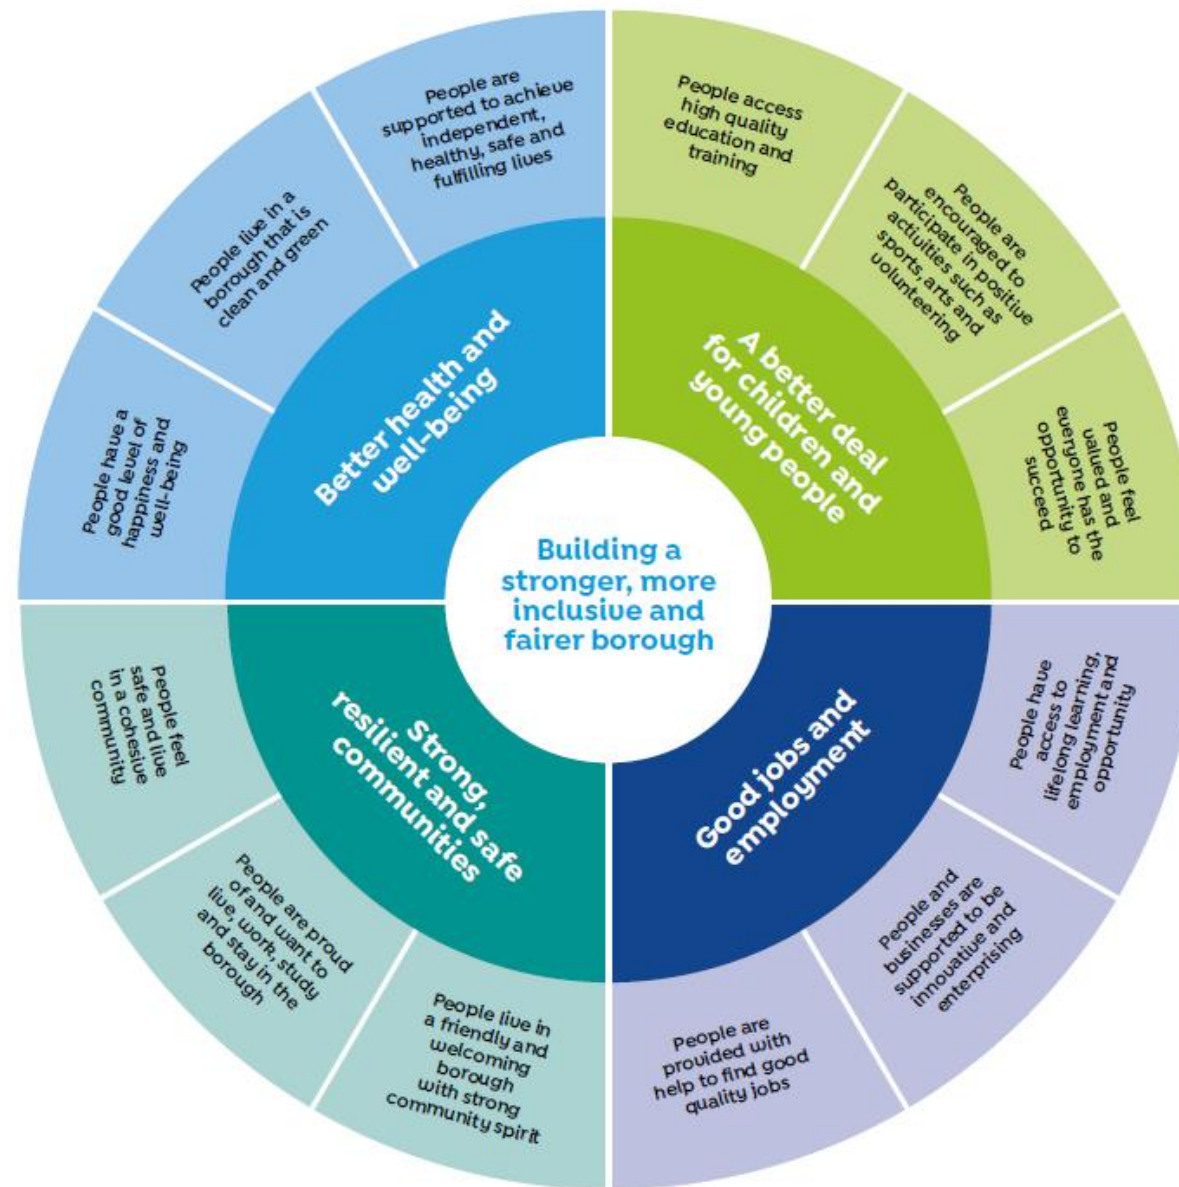 People are
supported to achieve
independent,
healthy, safe and
fulfilling lives
People live in a
borough that is
clean and green
People have a
good level of
happiness and
well-being
Better health and
well-being
People access
high quality
education and
training
People are
encouraged to
participate in positive
activities such as
sports, arts and
volunteering
People feel
valued and
everyone has the
opportunity to
succeed
A better deal
for children and
young people
Building a
stronger, more
inclusive and
fairer borough
People feel
safe and live
in a cohesive
community
People are proud
of and want to
live, work, study
and stay in the
borough
People live in
a friendly and
welcoming
borough
with strong
community spirit
Strong,
resilient and safe
communities
Good jobs and
employment
People have
access to
lifelong learning,
employment and
opportunity
People and
businesses are
supported to be
innovative and
enterprising
People are
provided with
help to find good
quality jobs